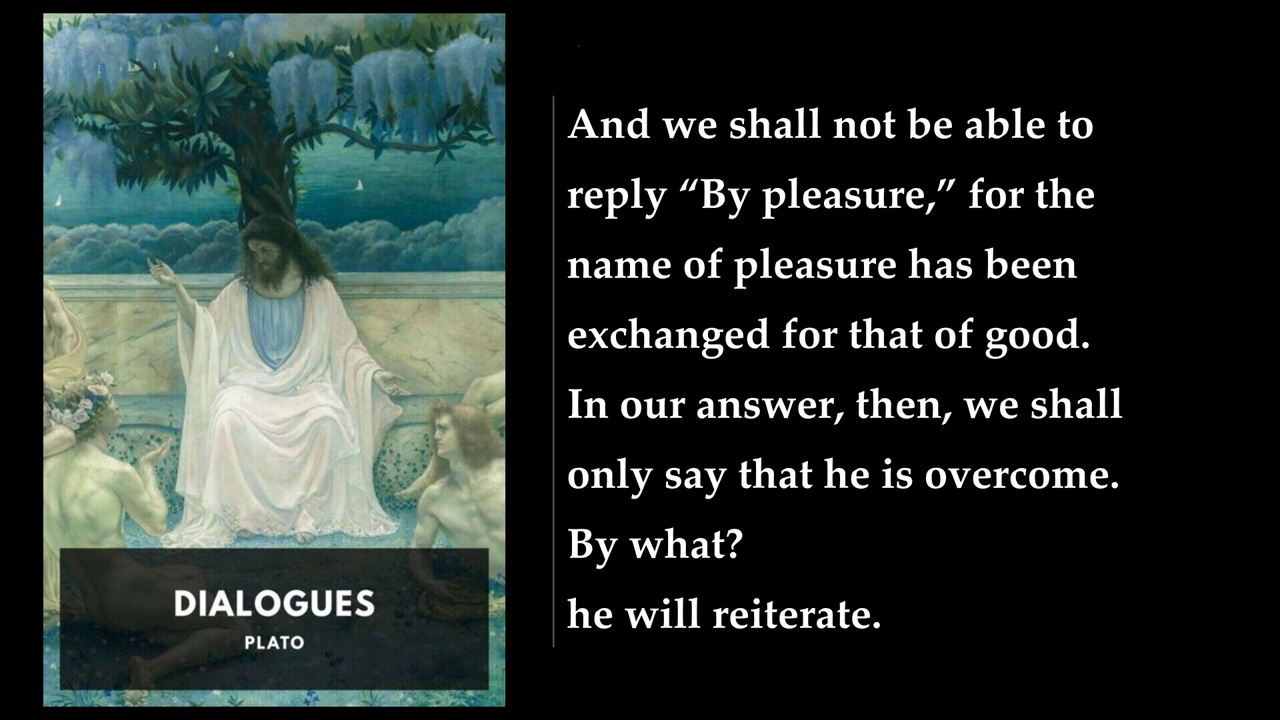 DIALOGUES
PLATO
And we shall not be able to
reply “By pleasure,” for the
name of pleasure has been
exchanged for that of good.
In our answer, then, we shall
only say that he is overcome.
By what?
he will reiterate.